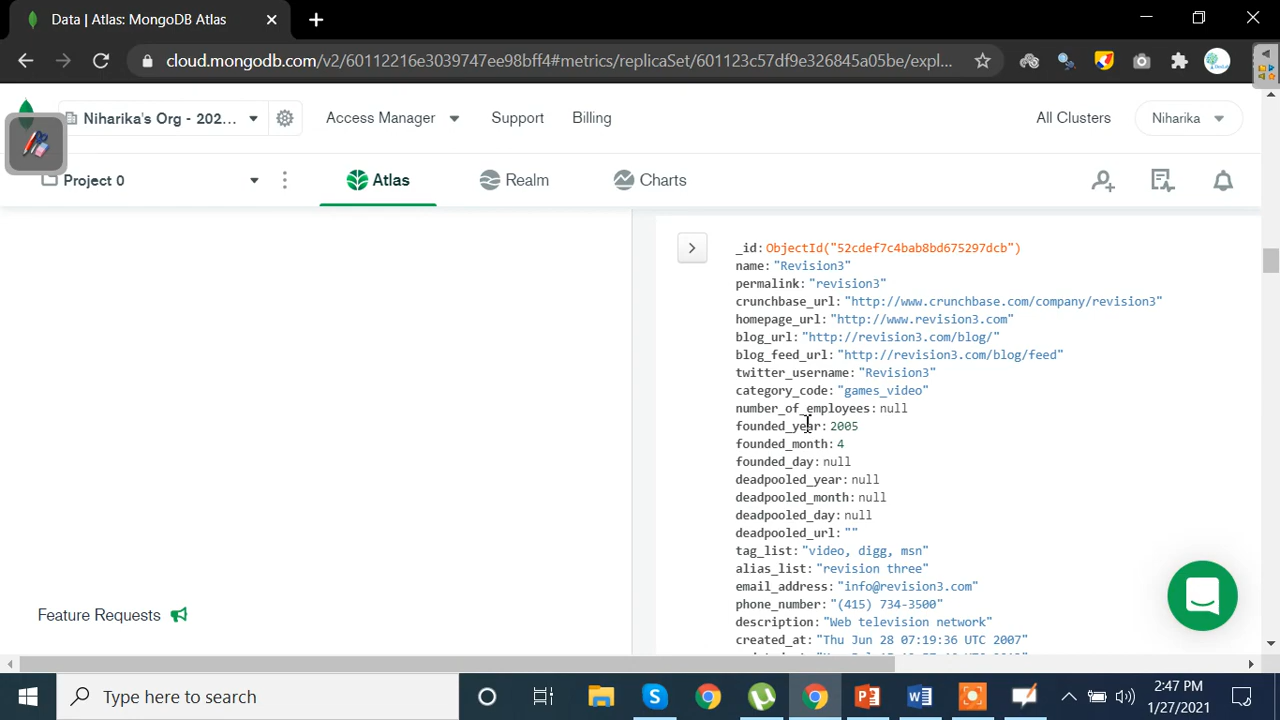 Data | Atlas: MongoDB Atlas
cloud.mongodb.com/v2/60112216e3039747ee98bff4#metrics/replicaSet/601123c57df9e326845a05be/expl...
Niharika's Org - 202...
Access Manager
Support
Billing
All Clusters
Niharika
Project 0
Atlas
Realm
Charts
_id: ObjectId("52cdef7c4bab8bd675297dcb")
name: "Revision3"
permalink: "revision3"
crunchbase_url: "http://www.crunchbase.com/company/revision3"
homepage_url: "http://www.revision3.com"
blog_url: "http://revision3.com/blog/"
blog_feed_url: "http://revision3.com/blog/feed"
twitter_username: "Revision3"
category_code: "games_video"
number_of_employees: null
founded_year: 2005
founded_month: 4
founded_day: null
deadpooled_year: null
deadpooled_month: null
deadpooled_day: null
deadpooled_url: ""
tag_list: "video, digg, msn"
alias_list: "revision three"
email_address: "info@revision3.com"
phone_number: "(415) 734-3500"
description: "Web television network"
created_at: "Thu Jun 28 07:19:36 UTC 2007"
Feature Requests
Type here to search
2:47 PM
1/27/2021